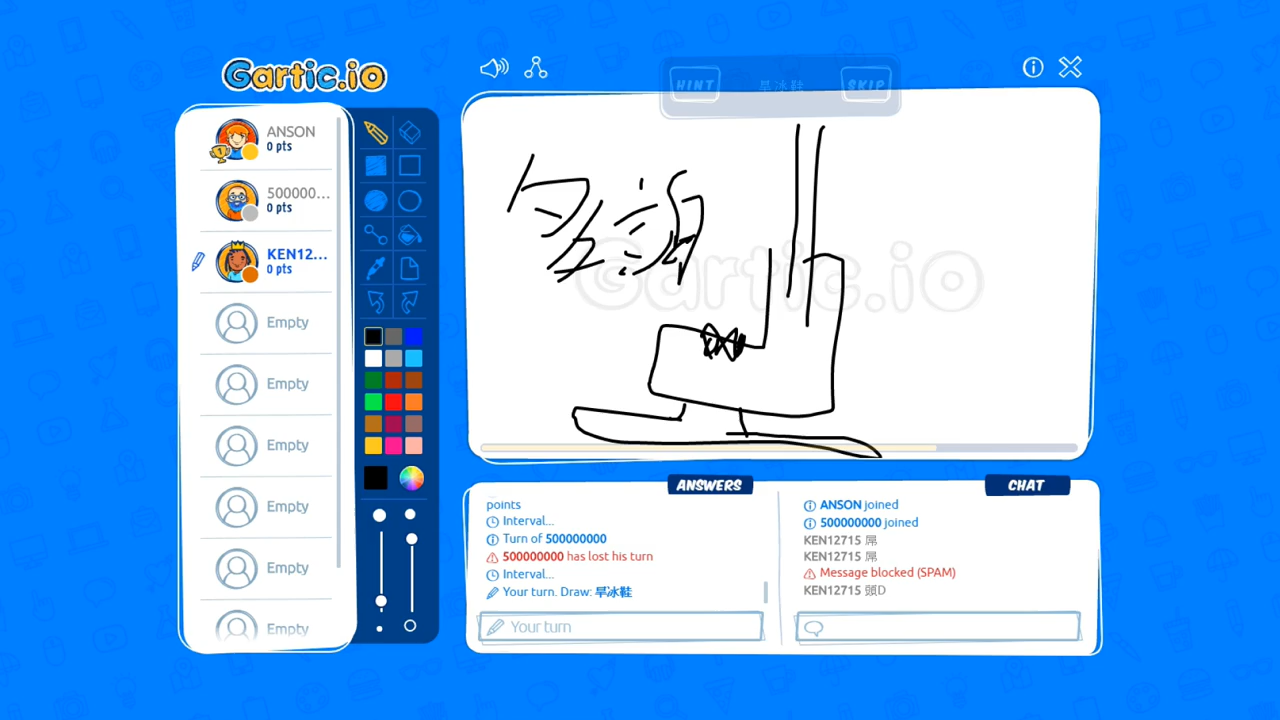 Gartic.io
HINT
旱冰鞋
SKIP
ANSON
0 pts
500000...
0 pts
KEN12...
0 pts
Empty
Empty
Empty
Empty
Empty
Empty
Gartic.io
ANSWERS
points
Interval...
Turn of 500000000
500000000 has lost his turn
Interval...
Your turn. Draw: 旱冰鞋
Your turn
CHAT
ANSON joined
500000000 joined
KEN12715 屌
KEN12715 屌
Message blocked (SPAM)
KEN12715 頭D